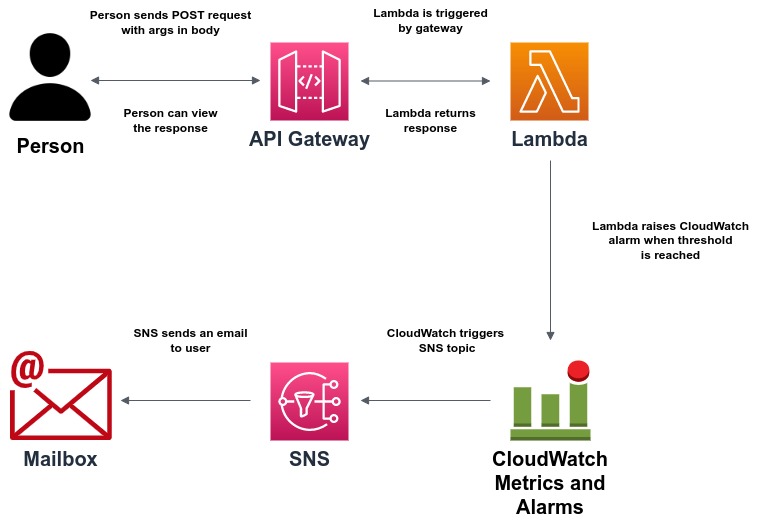 Person sends POST request
with args in body
Lambda is triggered
by gateway
Person can view
the response
Lambda returns
response
Person
API Gateway
Lambda
Lambda raises CloudWatch
alarm when threshold
is reached
SNS sends an email
to user
CloudWatch triggers
SNS topic
@
Mailbox
SNS
CloudWatch
Metrics and
Alarms